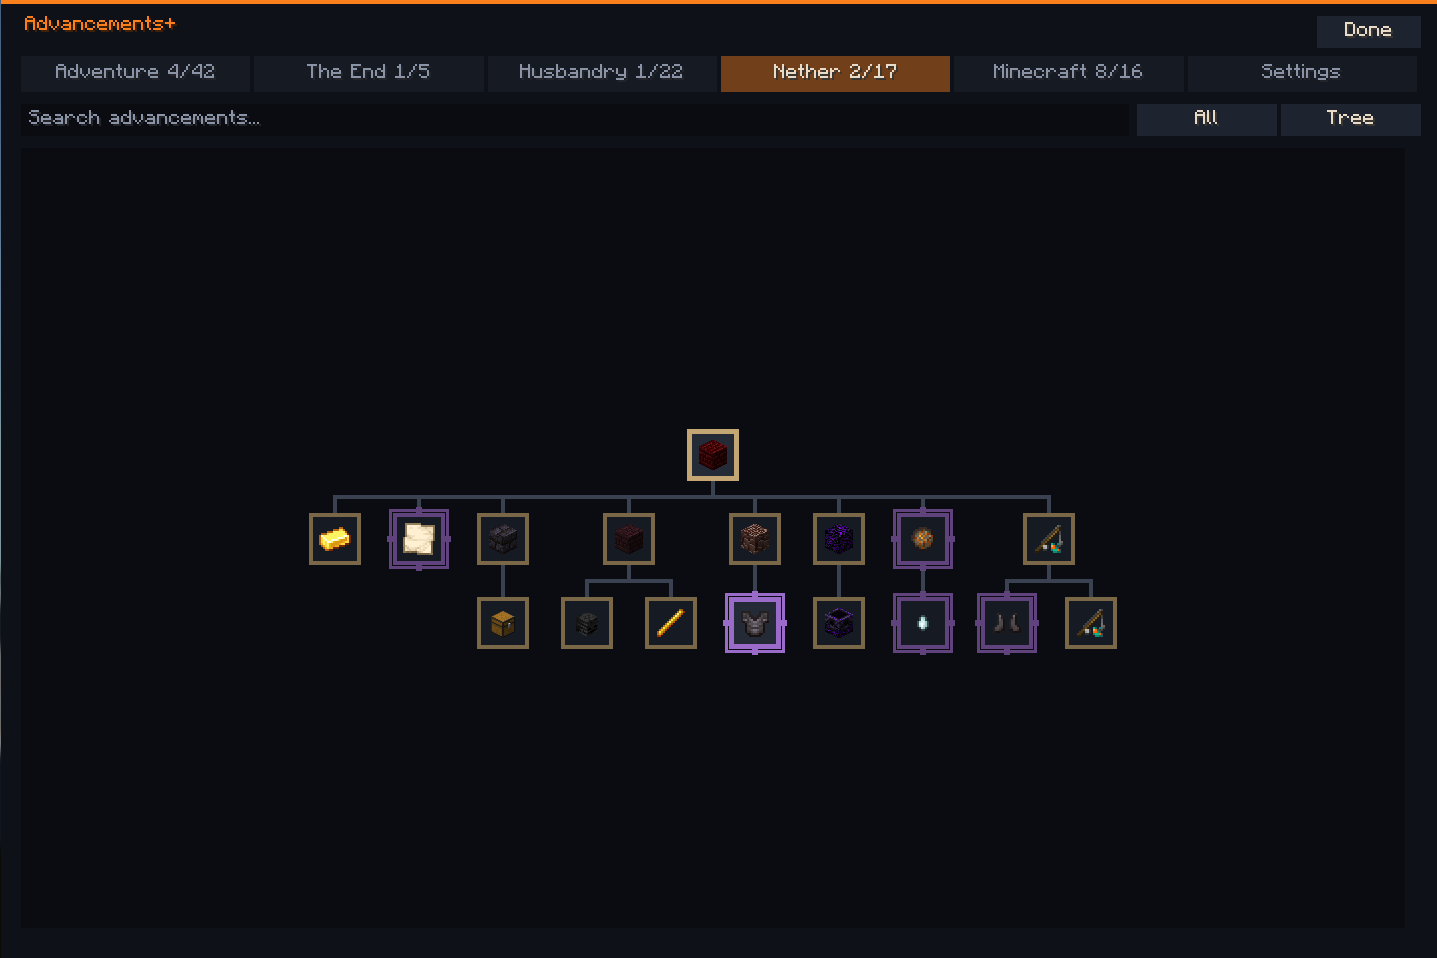 Advancements+
Done
Adventure 4/42
The End 1/5
Husbandry 1/22
Nether 2/17
Minecraft 8/16
Settings
Search advancements...
All
Tree